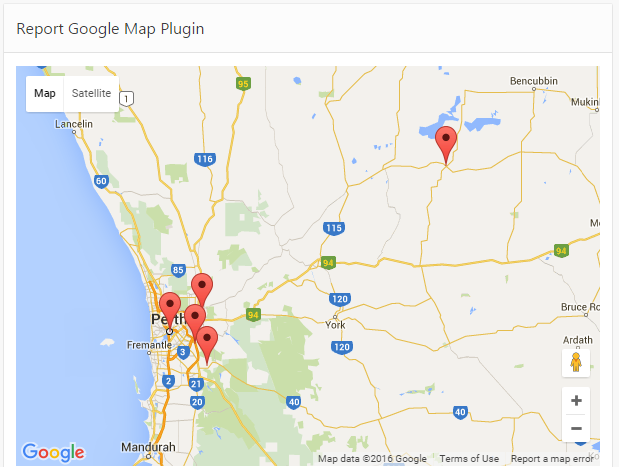 Report Google Map Plugin
Map Satellite
1
95
Bencubbin
Mukin
Lancelin
116
60
115
94
94
85
120
94
Bruce Ro
York
Perth
Fremantle
120
Ardath
3
2
21
20
40
40
Mandurah
Google
Map data ©2016 Google Terms of Use Report a map error